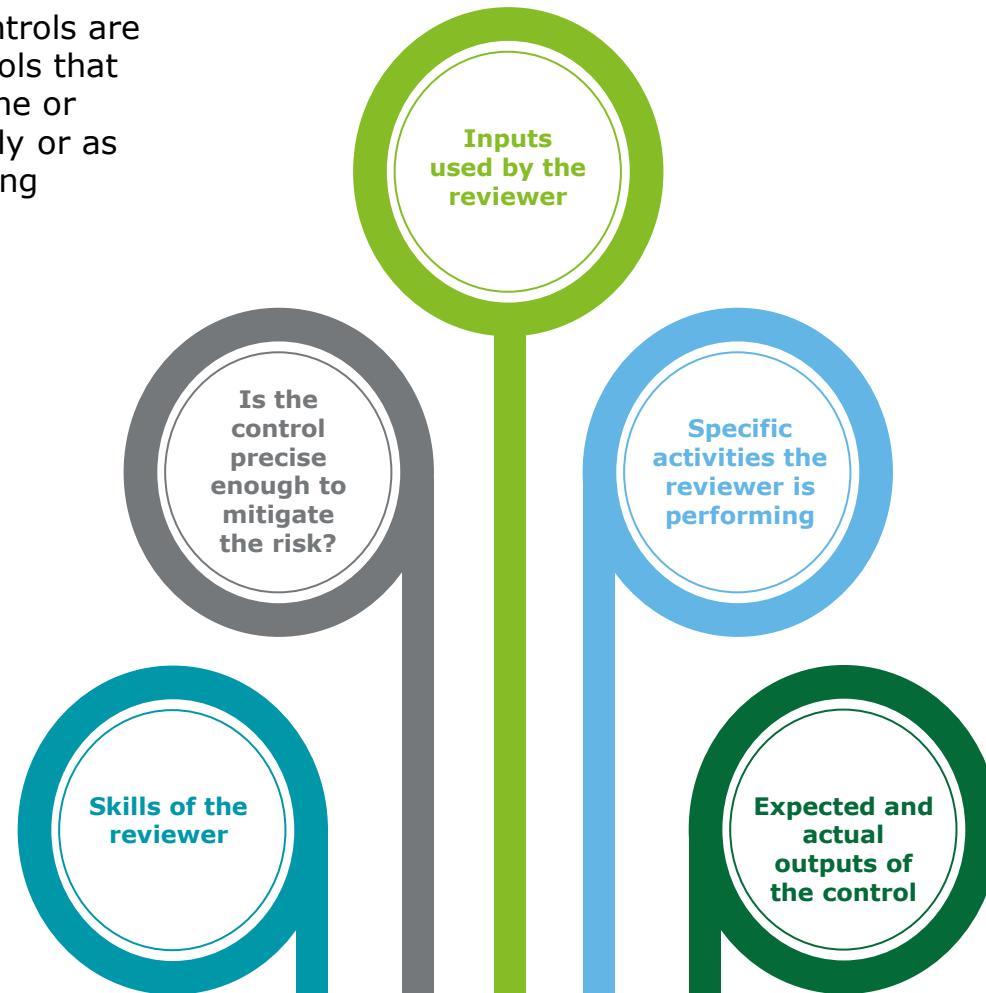 ntrols are
ols that
ne or
ly or as
ng
Inputs
used by the
reviewer
Is the
control
precise
enough to
mitigate
the risk?
Specific
activities the
reviewer is
performing
Skills of the
reviewer
Expected and
actual
outputs of
the control